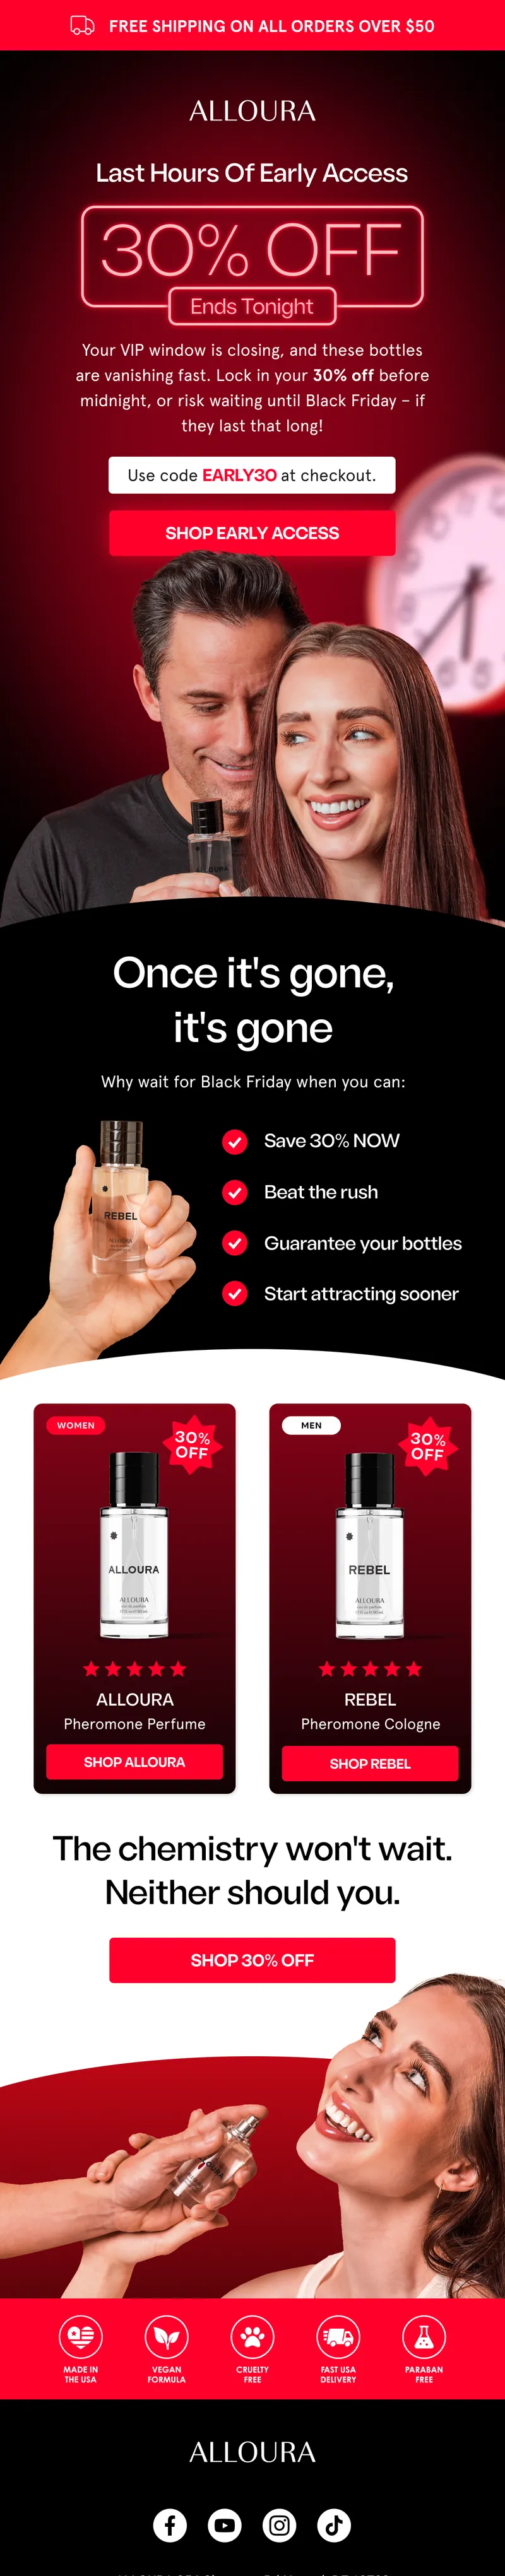 FREE SHIPPING ON ALL ORDERS OVER $50
ALLOURA
Last Hours Of Early Access
30% OFF
Ends Tonight
Your VIP window is closing, and these bottles
are vanishing fast. Lock in your 30% off before
midnight, or risk waiting until Black Friday – if
they last that long!
Use code EARLY30 at checkout.
SHOP EARLY ACCESS
Once it's gone,
it's gone
Why wait for Black Friday when you can:
REBEL
ALLOURA
Save 30% NOW
Beat the rush
Guarantee your bottles
Start attracting sooner
WOMEN
30%
OFF
ALLOURA
ALLOURA
ALLOURA
Pheromone Perfume
SHOP ALLOURA
MEN
30%
OFF
REBEL
ALLOURA
REBEL
Pheromone Cologne
SHOP REBEL
The chemistry won't wait.
Neither should you.
SHOP 30% OFF
MADE IN
THE USA
VEGAN
FORMULA
CRUELTY
FREE
FAST USA
DELIVERY
PARABAN
FREE
ALLOURA